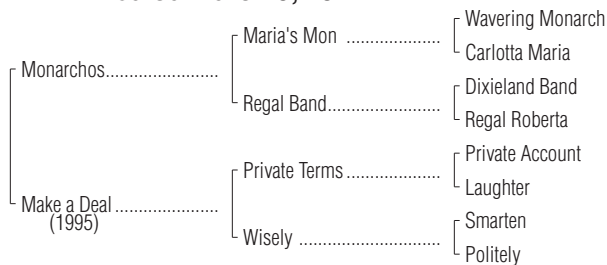 Wavering Monarch
Maria's Mon ......................
Carlotta Maria
Monarchos..........................
Dixieland Band
Regal Band..........................
Regal Roberta
Private Account
Private Terms ......................
Laughter
Make a Deal ........................
(1995)
Smarten
Wisely .................................
Politely